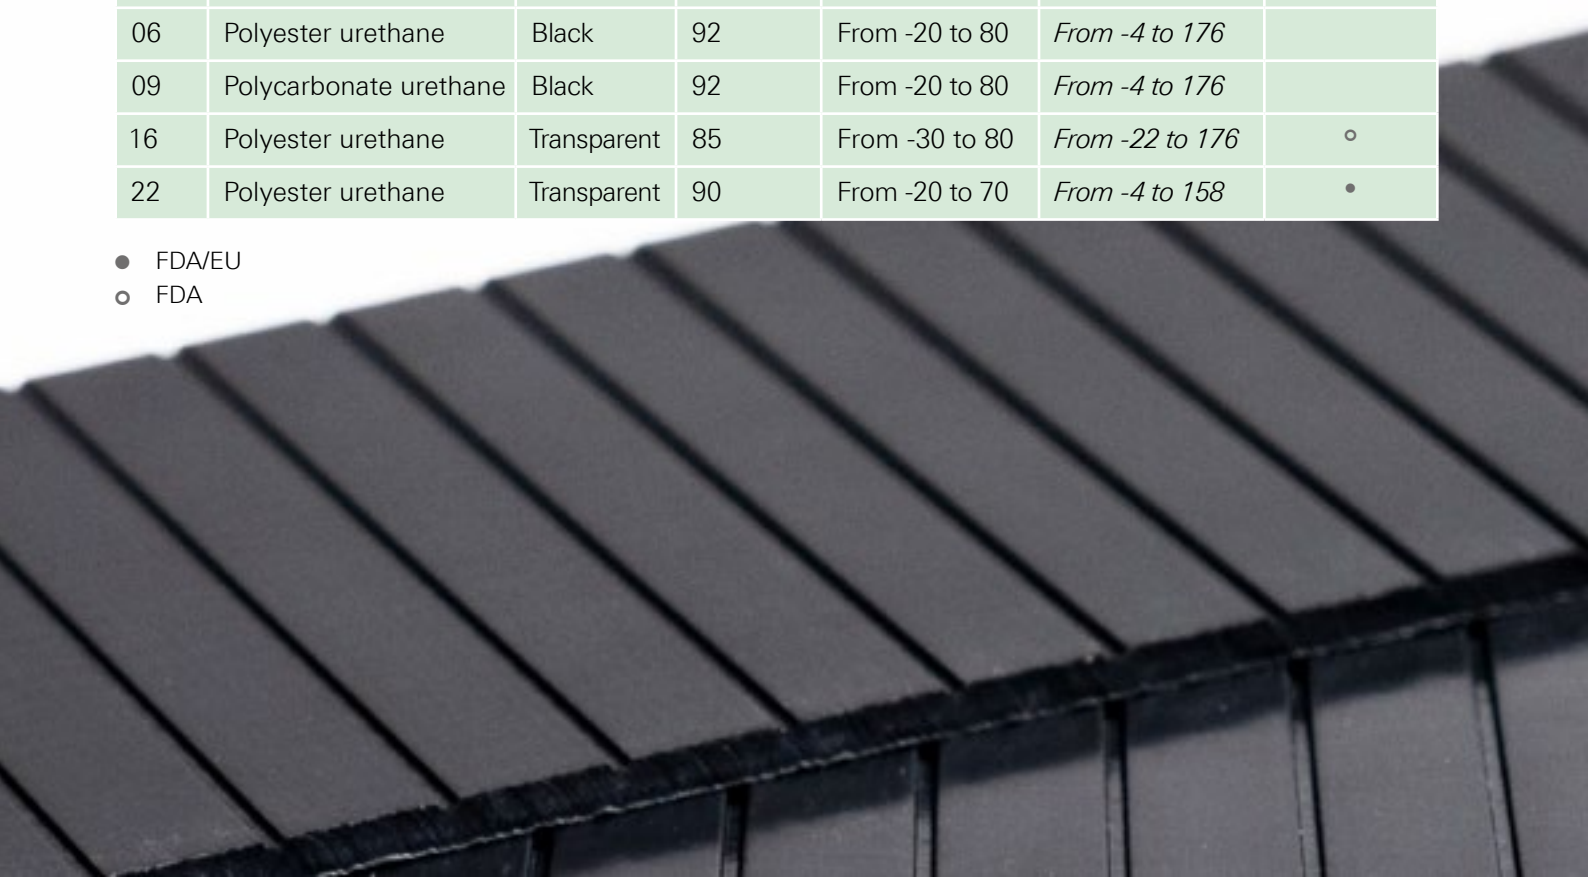 06 Polyester urethane Black 92 From -20 to 80 From -4 to 176
09 Polycarbonate urethane Black 92 From -20 to 80 From -4 to 176
16 Polyester urethane Transparent 85 From -30 to 80 From -22 to 176 ○
22 Polyester urethane Transparent 90 From -20 to 70 From -4 to 158 ●
● FDA/EU
○ FDA